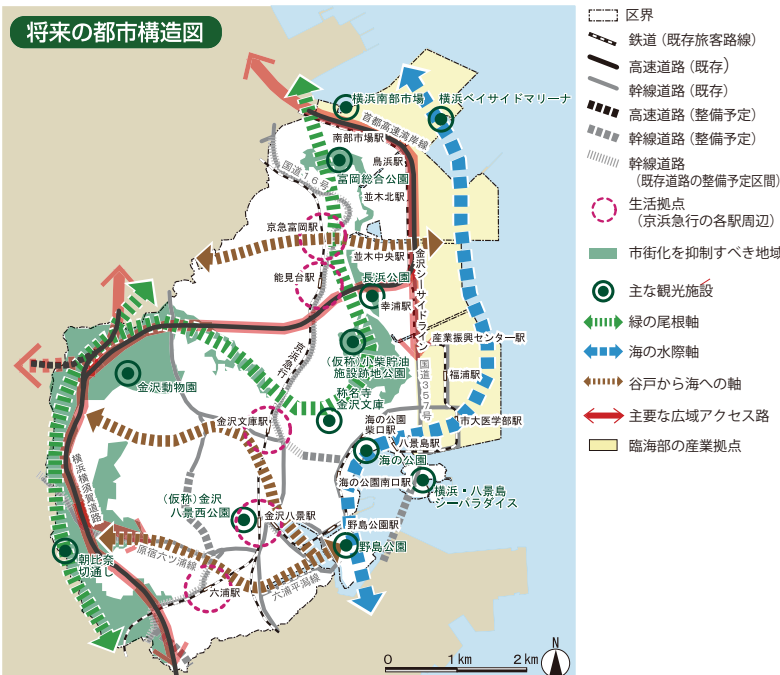 将来の都市構造図
横浜南部市場
横浜ベイサイドマリーナ
首都高速湾岸線
南部市場駅
鳥浜駅
国道16号
富岡総合公園
並木北駅
京急富岡駅
並木中央駅
金沢シーサイドライン
能見台駅
長浜公園
幸浦駅
産業振興センター駅
京浜急行
(仮称)小柴貯油
施設跡地公園
国道357号
福浦駅
金沢動物園
称名寺
金沢文庫
金沢文庫駅
海の公園
柴口駅
市大医学部駅
八景島駅
海の公園
横浜横須賀道路
海の公園南口駅
横浜・八景島
シーパラダイス
(仮称)金沢
八景西公園
金沢八景駅
野島公園駅
野島公園
原宿六ツ浦線
朝比奈
切通し
六浦駅
六浦平潟線
0 1km 2km
N
区界
鉄道(既存旅客路線)
高速道路(既存)
幹線道路(既存)
高速道路(整備予定)
幹線道路(整備予定)
幹線道路
(既存道路の整備予定区間)
生活拠点
(京浜急行の各駅周辺)
市街化を抑制すべき地域
主な観光施設
緑の尾根軸
海の水際軸
谷戸から海への軸
主要な広域アクセス路
臨海部の産業拠点